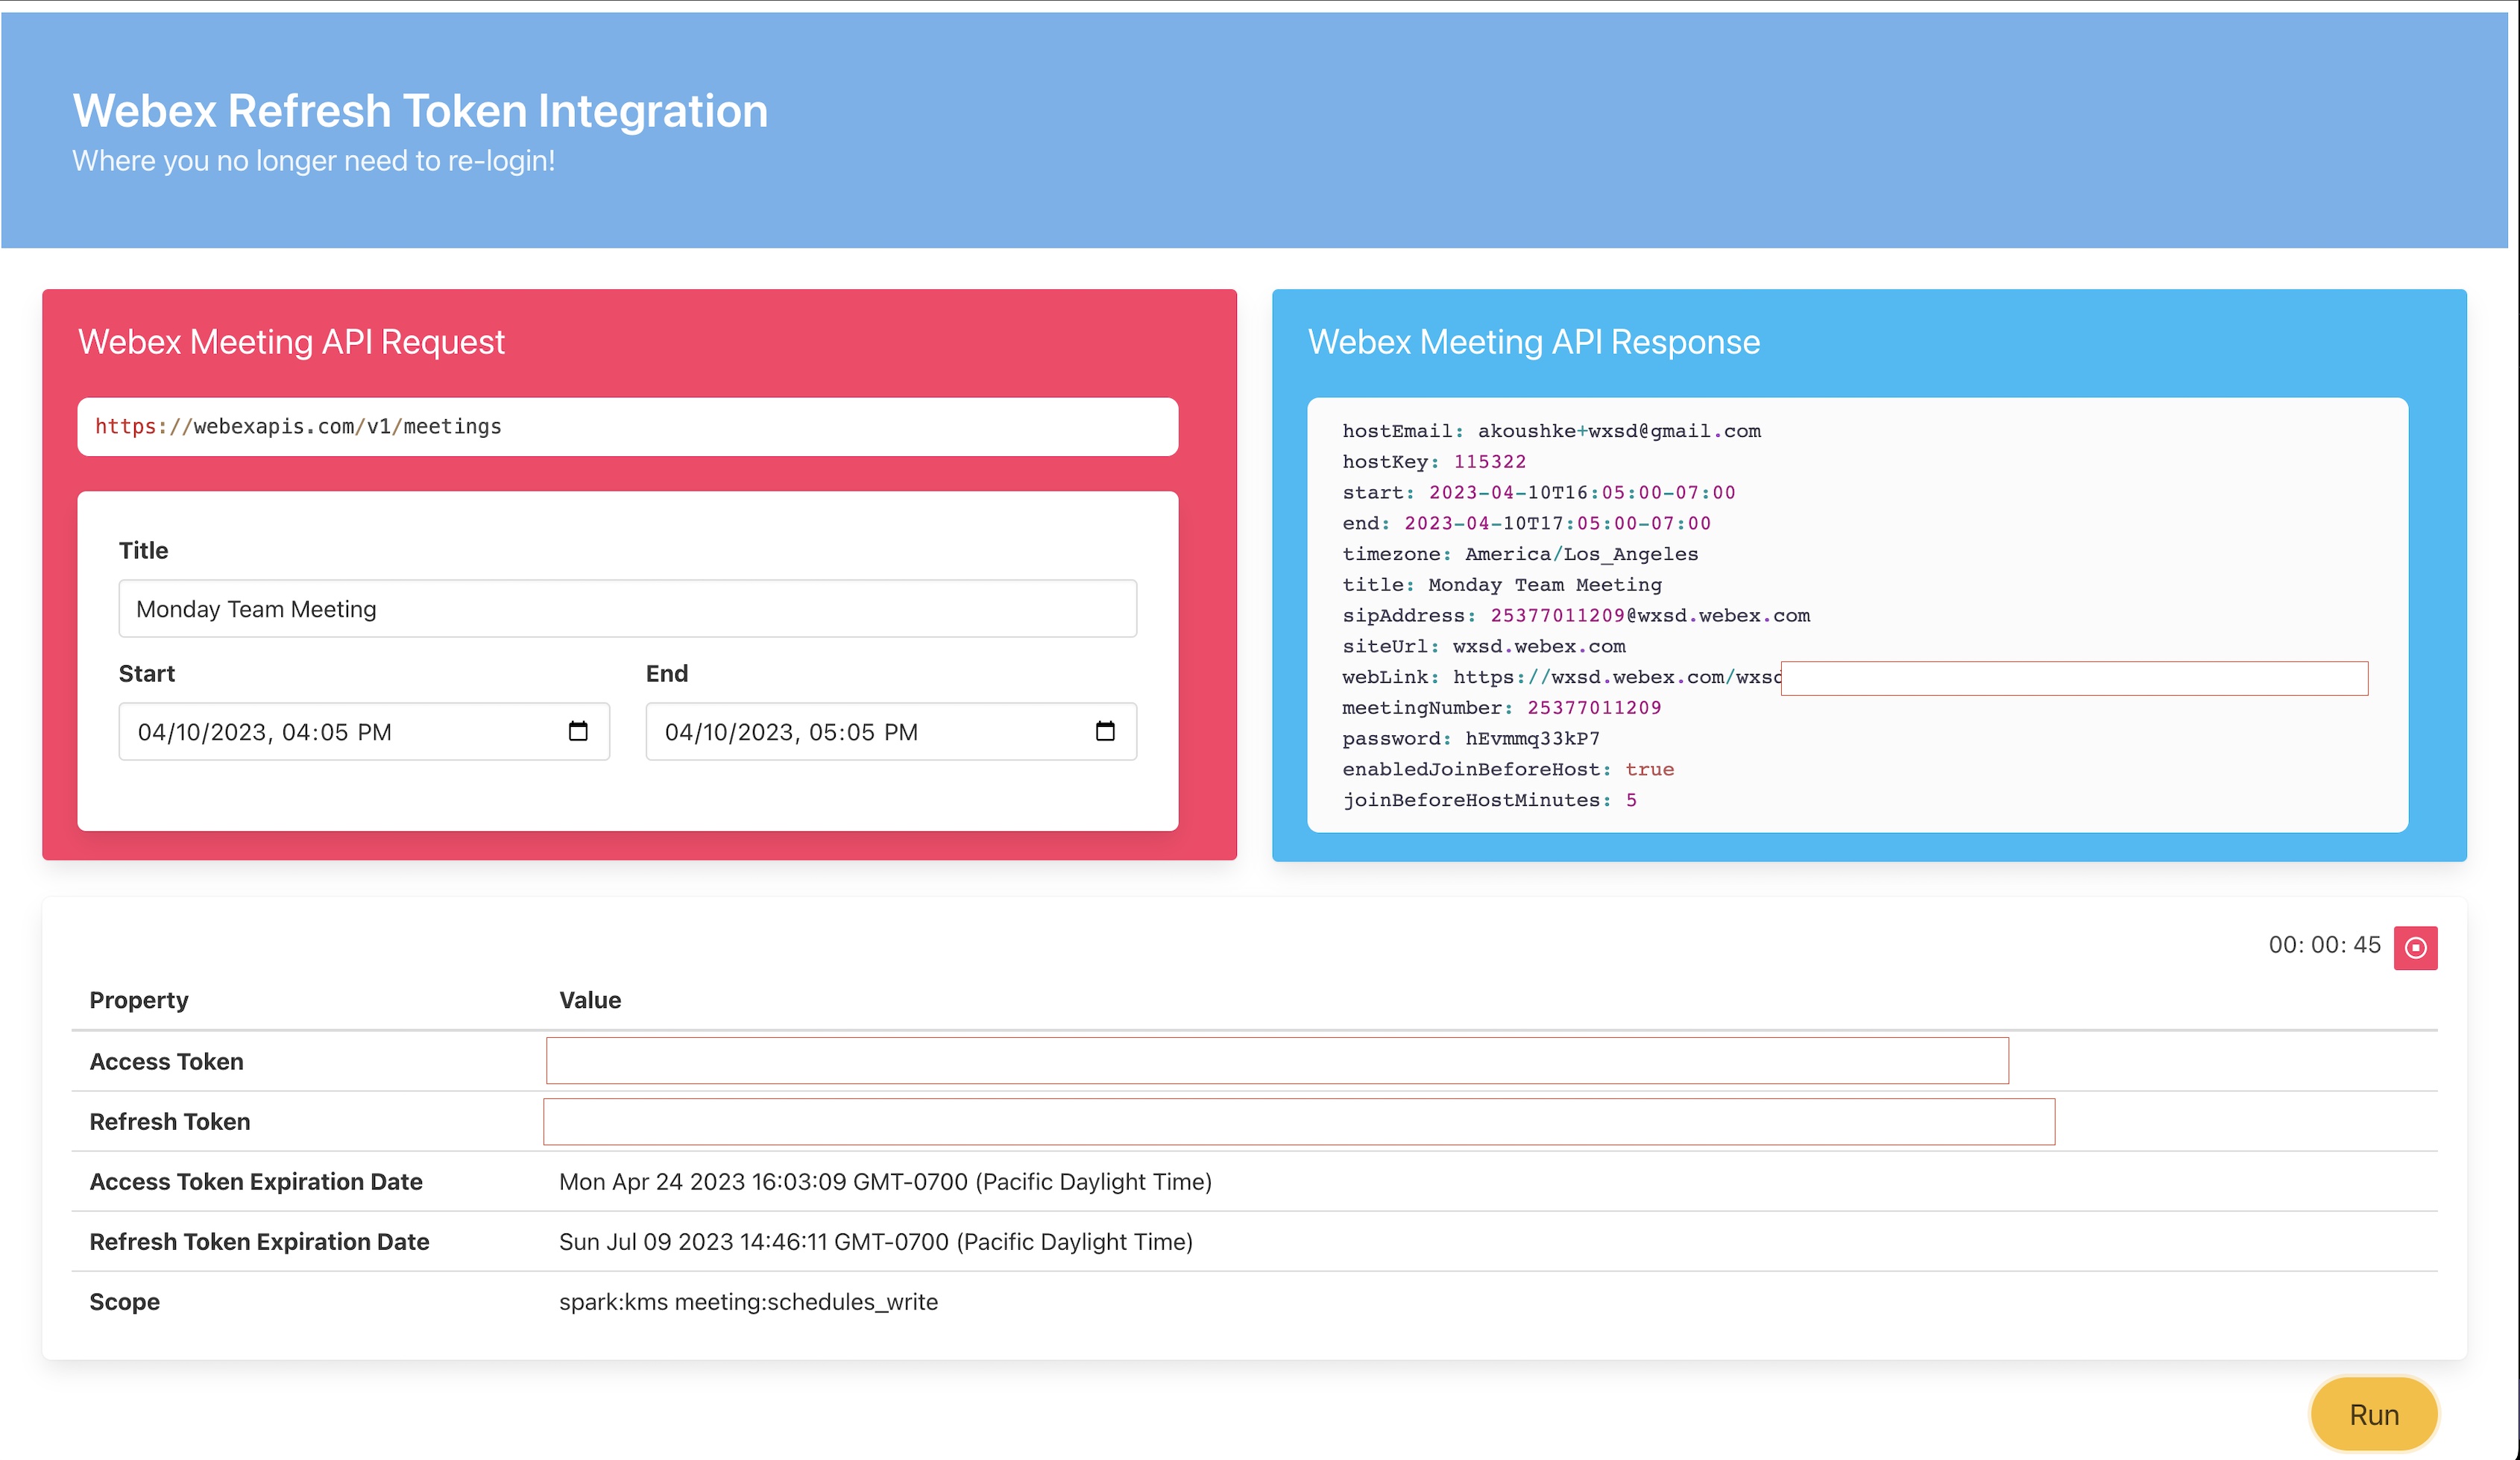 Webex Refresh Token Integration
Where you no longer need to re-login!
Webex Meeting API Request
https://webexapis.com/v1/meetings
Title
Monday Team Meeting
Start
End
04/10/2023, 04:05 PM
04/10/2023, 05:05 PM
Webex Meeting API Response
hostEmail: akoushke+wxsd@gmail.com
hostKey: 115322
start: 2023-04-10T16:05:00-07:00
end: 2023-04-10T17:05:00-07:00
timezone: America/Los_Angeles
title: Monday Team Meeting
sipAddress: 25377011209@wxsd.webex.com
siteUrl: wxsd.webex.com
webLink: https://wxsd.webex.com/wxsd
meetingNumber: 25377011209
password: hEvmmq33kP7
enabledJoinBeforeHost: true
joinBeforeHostMinutes: 5
00: 00: 45
Property Value
Access Token
Refresh Token
Access Token Expiration Date Mon Apr 24 2023 16:03:09 GMT-0700 (Pacific Daylight Time)
Refresh Token Expiration Date Sun Jul 09 2023 14:46:11 GMT-0700 (Pacific Daylight Time)
Scope spark:kms meeting:schedules_write
Run